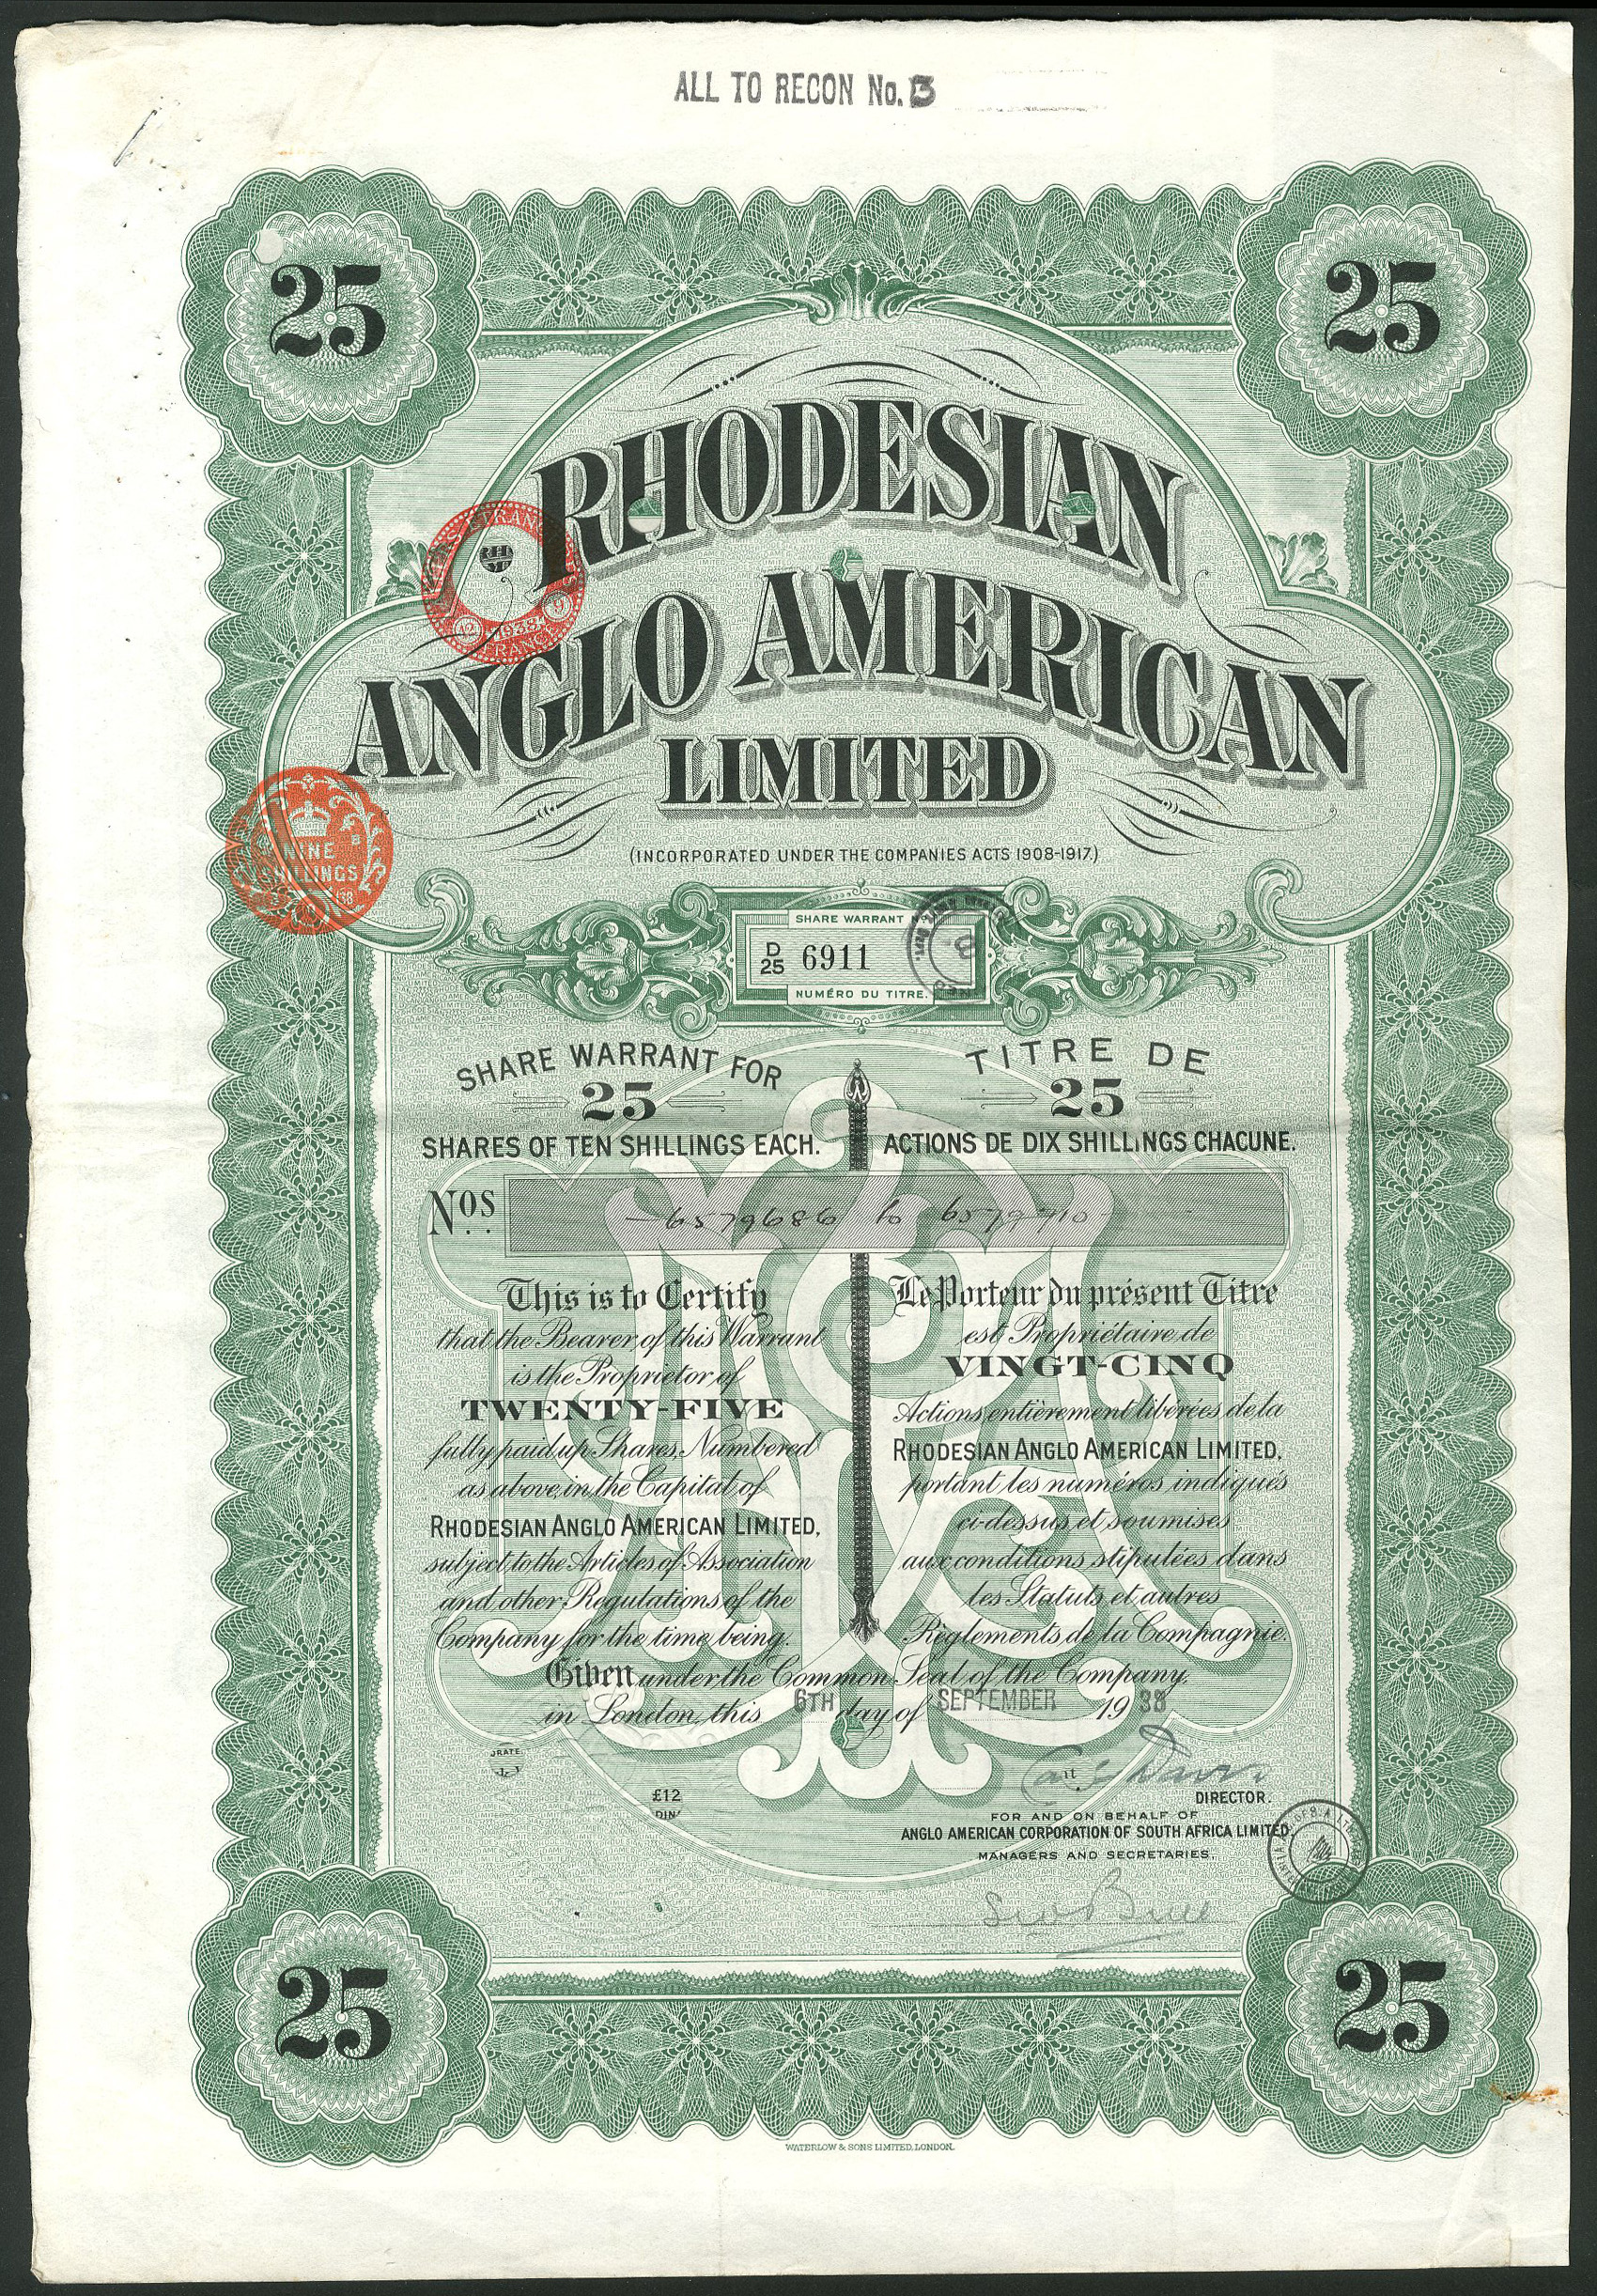 ALL TO RECON No. 3
25
25
RHODESIAN
ANGLO AMERICAN
LIMITED
1938
NINE
SHILLINGS
(INCORPORATED UNDER THE COMPANIES ACTS 1908-1917.)
SHARE WARRANT No
D/25 6911
NUMÉRO DU TITRE.
SHARE WARRANT FOR
25
SHARES OF TEN SHILLINGS EACH.
TITRE DE
25
ACTIONS DE DIX SHILLINGS CHACUNE.
Nos 6579686 to 6579710
This is to Certify
that the Bearer of this Warrant
is the Proprietor of
TWENTY-FIVE
fully paid up Shares, Numbered
as above, in the Capital of
RHODESIAN ANGLO AMERICAN LIMITED,
subject to the Articles of Association
and other Regulations of the
Company for the time being.
Le Porteur du présent Titre
est Propriétaire de
VINGT-CINQ
Actions entièrement libérées de la
RHODESIAN ANGLO AMERICAN LIMITED,
portant les numéros indiqués
ci-dessus et soumises
aux conditions stipulées dans
les Statuts et autres
Règlements de la Compagnie.
Given under the Common Seal of the Company,
in London, this 6TH day of SEPTEMBER 1938
£12
DIRECTOR.
FOR AND ON BEHALF OF
ANGLO AMERICAN CORPORATION OF SOUTH AFRICA LIMITED.
MANAGERS AND SECRETARIES
25
25
WATERLOW & SONS LIMITED, LONDON.